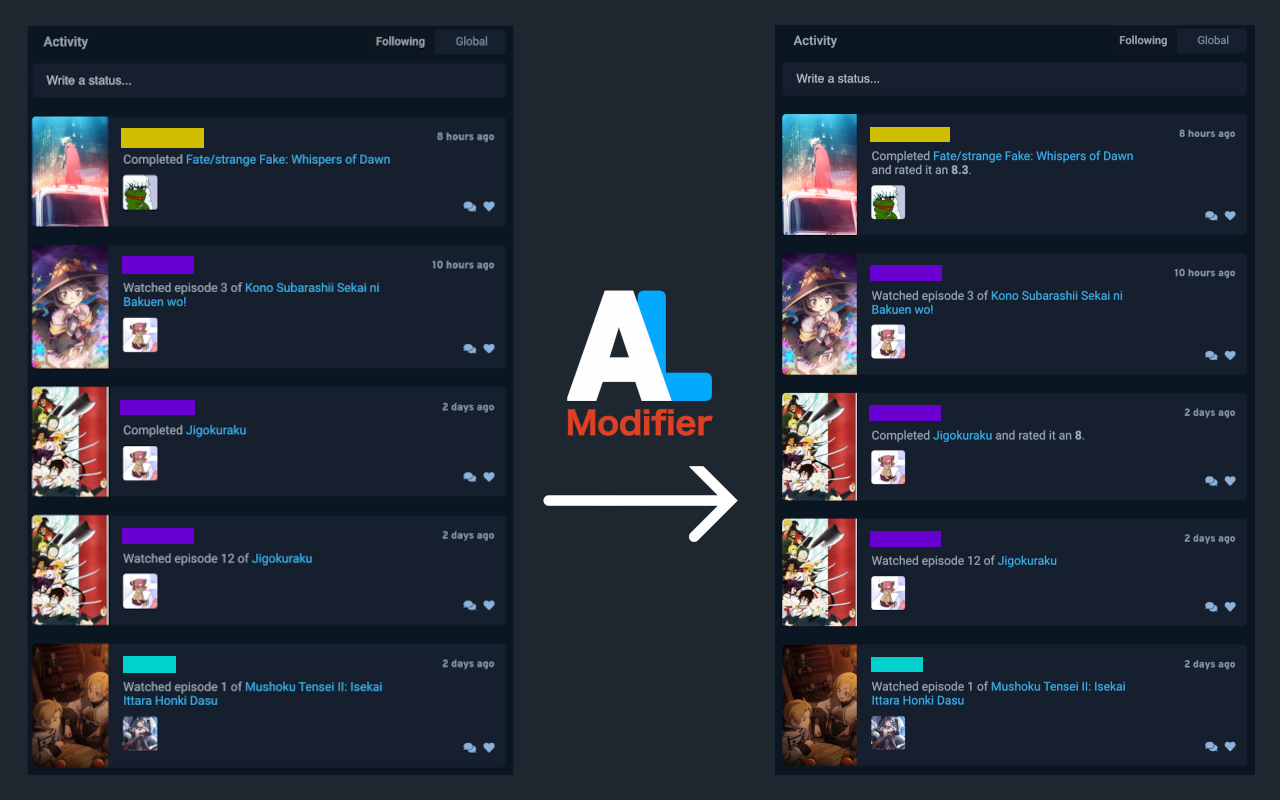 Activity
Following
Global
Write a status...
8 hours ago
Completed Fate/strange Fake: Whispers of Dawn
10 hours ago
Watched episode 3 of Kono Subarashii Sekai ni
Bakuen wo!
2 days ago
Completed Jigokuraku
2 days ago
Watched episode 12 of Jigokuraku
2 days ago
Watched episode 1 of Mushoku Tensei II: Isekai
Ittara Honki Dasu
AL
Modifier
Activity
Following
Global
Write a status...
8 hours ago
Completed Fate/strange Fake: Whispers of Dawn
and rated it an 8.3.
10 hours ago
Watched episode 3 of Kono Subarashii Sekai ni
Bakuen wo!
2 days ago
Completed Jigokuraku and rated it an 8.
2 days ago
Watched episode 12 of Jigokuraku
2 days ago
Watched episode 1 of Mushoku Tensei II: Isekai
Ittara Honki Dasu